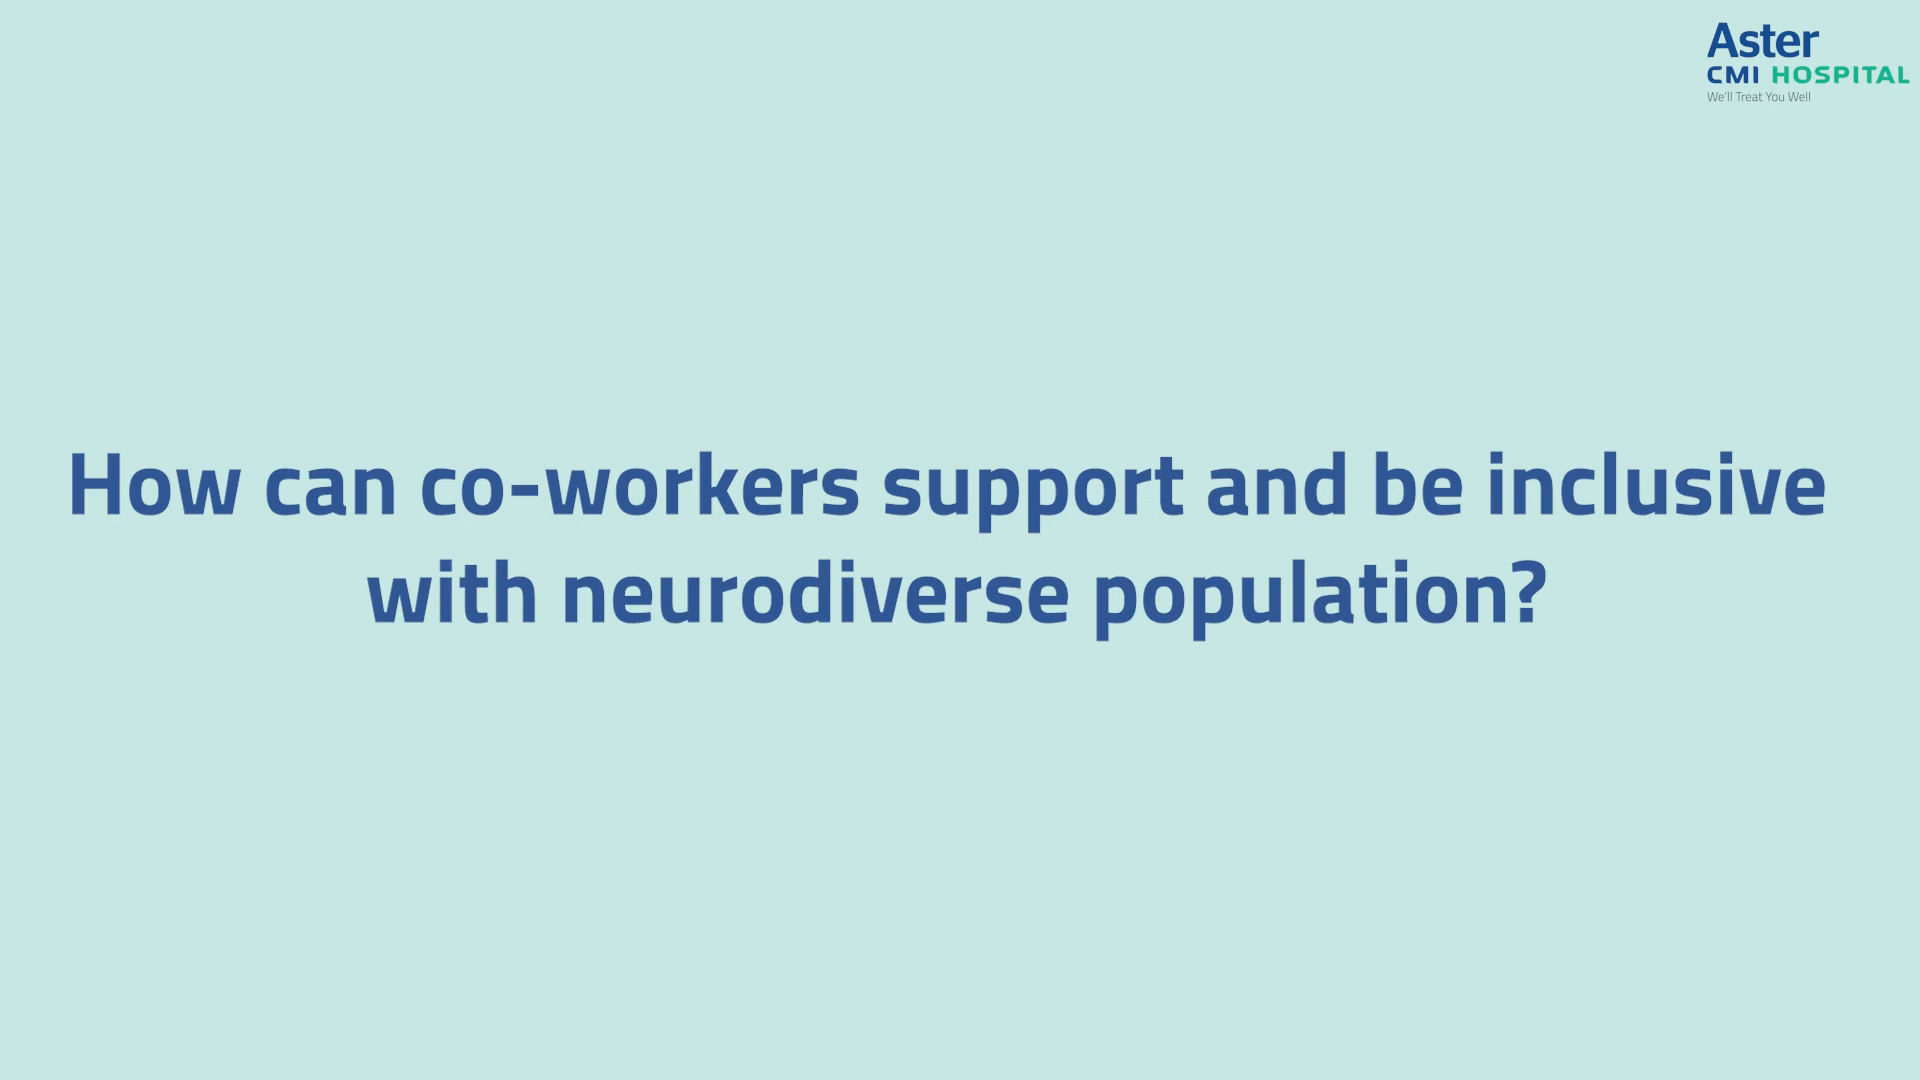 Aster
CMI HOSPITAL
We'll Treat You Well
How can co-workers support and be inclusive
with neurodiverse population?